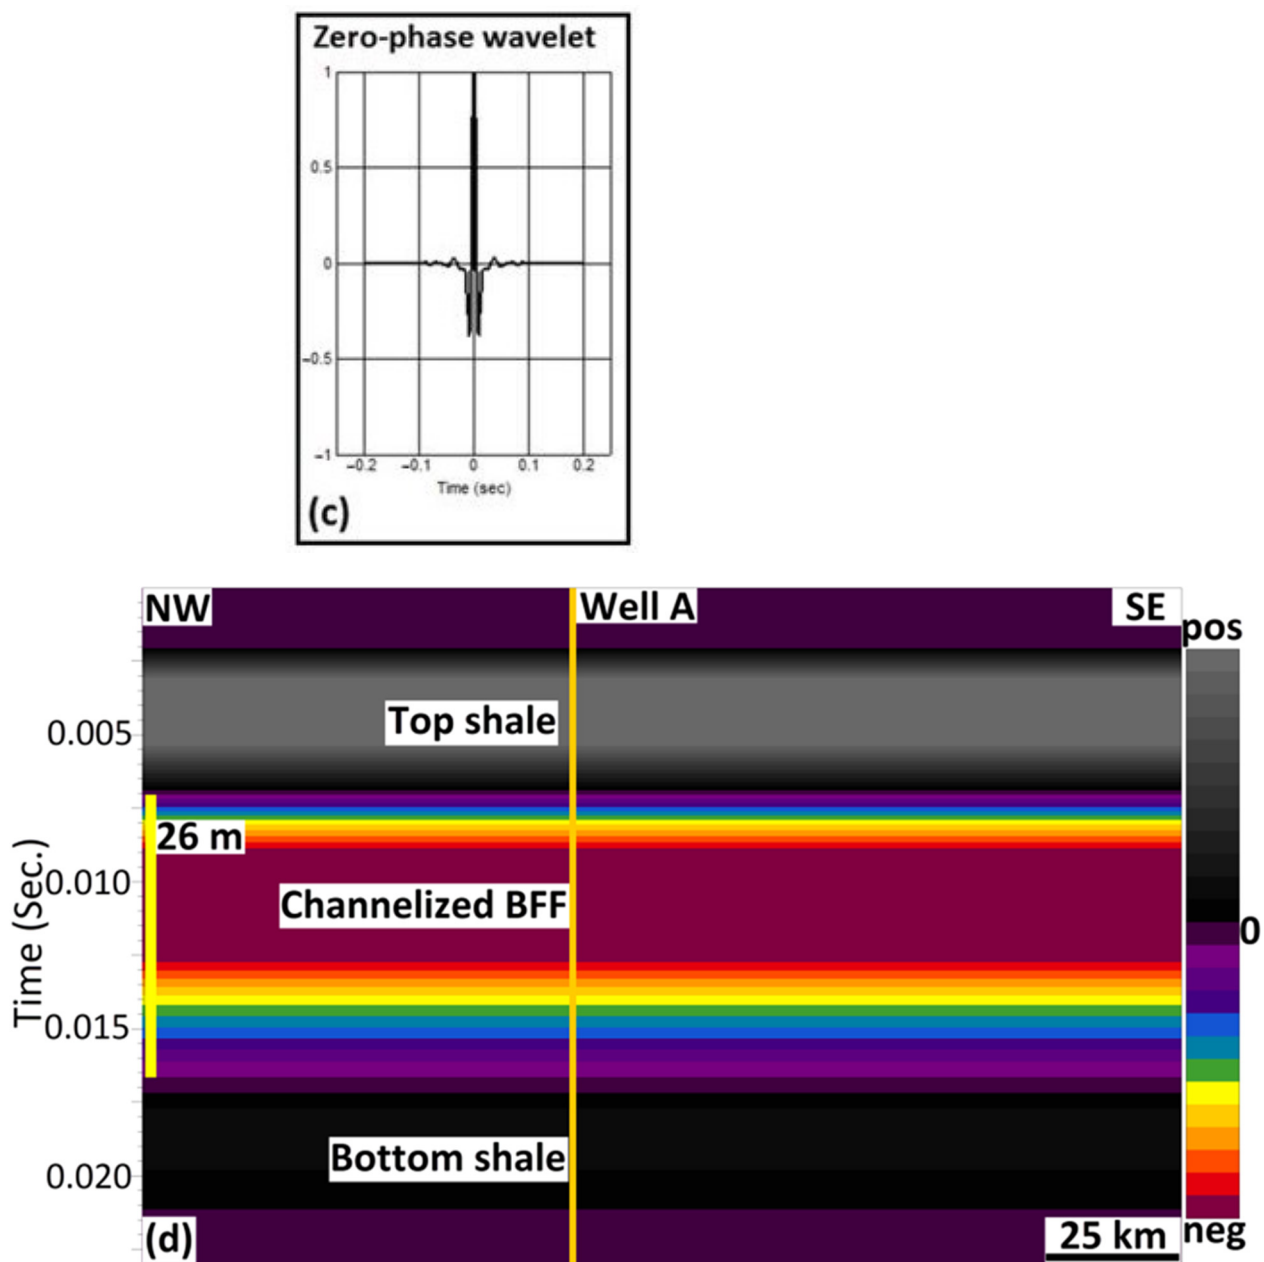 Zero-phase wavelet
1
0.5
0
−0.5
−1
−0.2 −0.1 0 0.1 0.2
Time (sec)
(c)
NW Well A SE
pos
Top shale
0.005
26 m
Channelized BFF
0.010
0
Time (Sec.)
0.015
Bottom shale
0.020
(d) 25 km neg